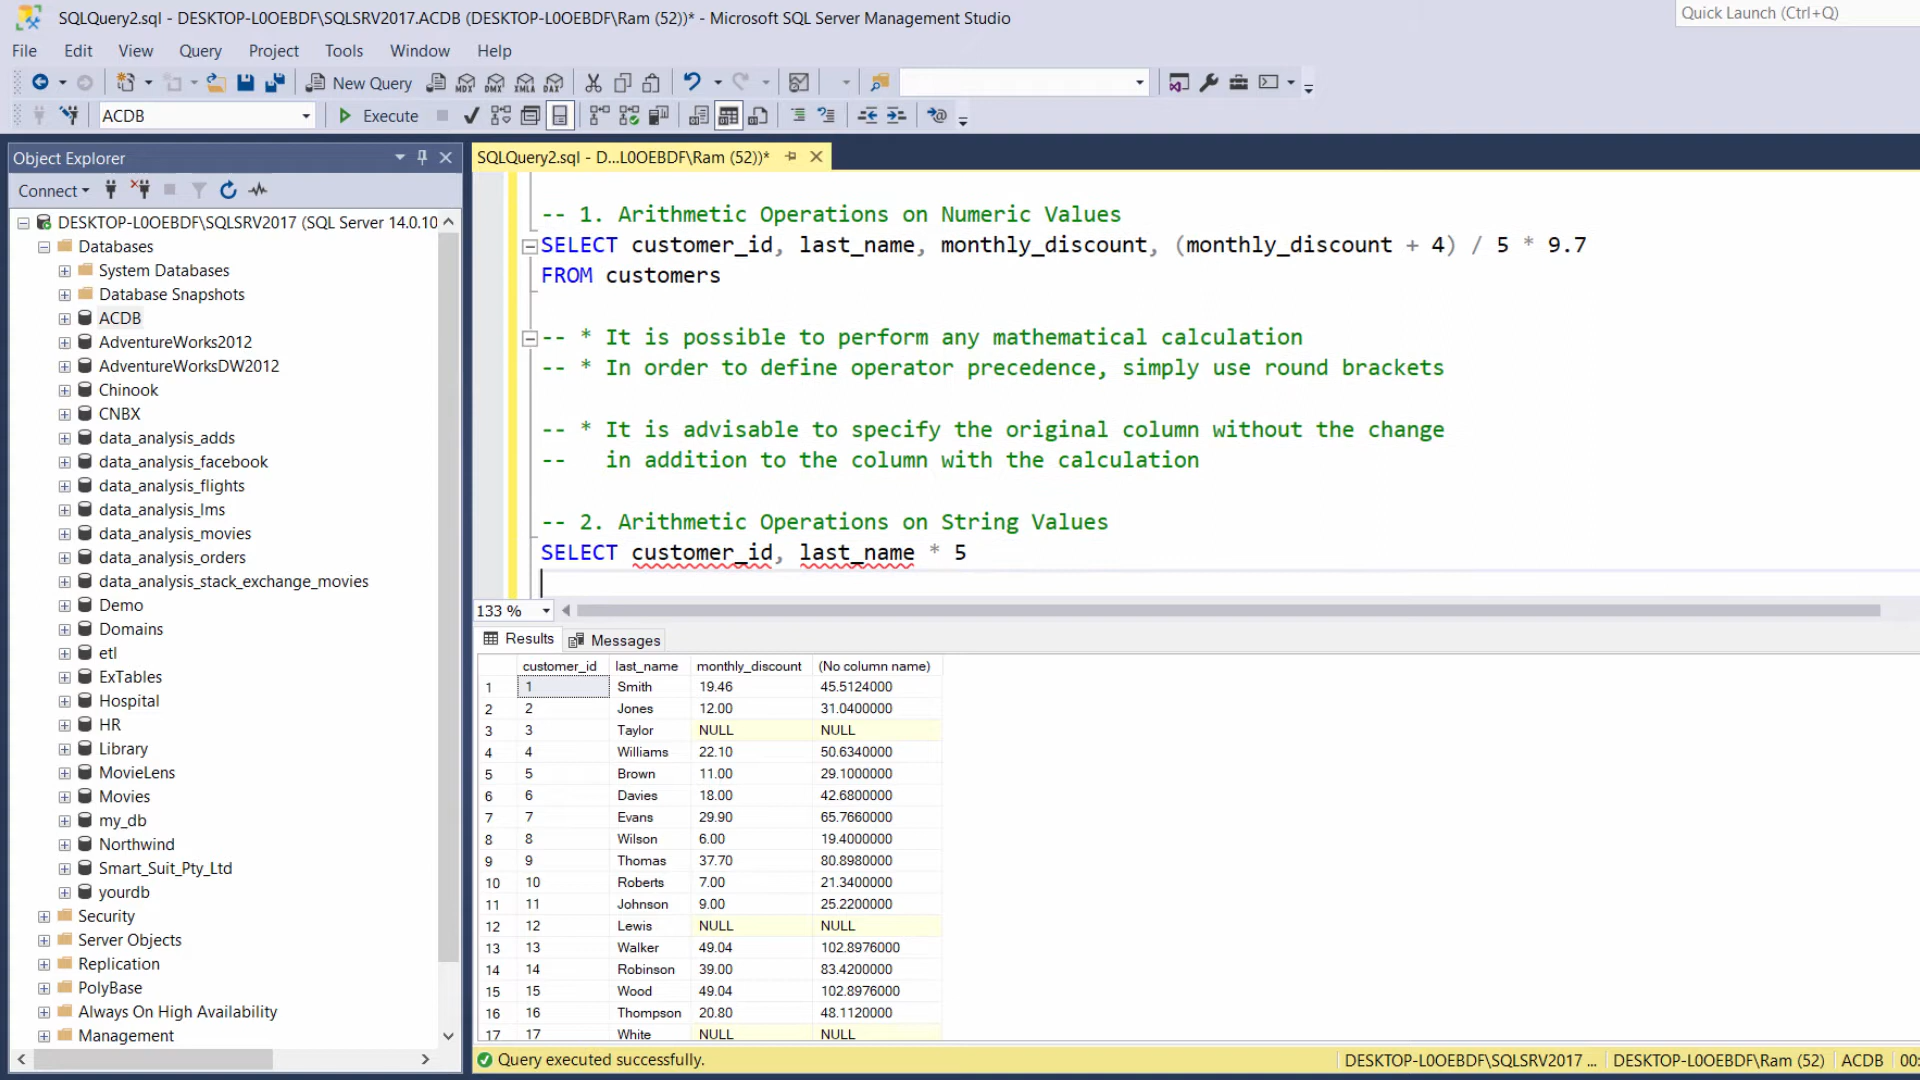 SQLQuery2.sql - DESKTOP-L0OEBDF\SQLSRV2017.ACDB (DESKTOP-L0OEBDF\Ram (52))* - Microsoft SQL Server Management Studio
Quick Launch (Ctrl+Q)
File Edit View Query Project Tools Window Help
New Query MDX DMX XMLA DAX
ACDB Execute
Object Explorer
SQLQuery2.sql - D...L0OEBDF\Ram (52))*
Connect
DESKTOP-L0OEBDF\SQLSRV2017 (SQL Server 14.0.10
Databases
System Databases
Database Snapshots
ACDB
AdventureWorks2012
AdventureWorksDW2012
Chinook
CNBX
data_analysis_adds
data_analysis_facebook
data_analysis_flights
data_analysis_lms
data_analysis_movies
data_analysis_orders
data_analysis_stack_exchange_movies
Demo
Domains
etl
ExTables
Hospital
HR
Library
MovieLens
Movies
my_db
Northwind
Smart_Suit_Pty_Ltd
yourdb
Security
Server Objects
Replication
PolyBase
Always On High Availability
Management
-- 1. Arithmetic Operations on Numeric Values
SELECT customer_id, last_name, monthly_discount, (monthly_discount + 4) / 5 * 9.7
FROM customers
-- * It is possible to perform any mathematical calculation
-- * In order to define operator precedence, simply use round brackets
-- * It is advisable to specify the original column without the change
-- in addition to the column with the calculation
-- 2. Arithmetic Operations on String Values
SELECT customer_id, last_name * 5
133 %
Results Messages
customer_id last_name monthly_discount (No column name)
1 1 Smith 19.46 45.5124000
2 2 Jones 12.00 31.0400000
3 3 Taylor NULL NULL
4 4 Williams 22.10 50.6340000
5 5 Brown 11.00 29.1000000
6 6 Davies 18.00 42.6800000
7 7 Evans 29.90 65.7660000
8 8 Wilson 6.00 19.4000000
9 9 Thomas 37.70 80.8980000
10 10 Roberts 7.00 21.3400000
11 11 Johnson 9.00 25.2200000
12 12 Lewis NULL NULL
13 13 Walker 49.04 102.8976000
14 14 Robinson 39.00 83.4200000
15 15 Wood 49.04 102.8976000
16 16 Thompson 20.80 48.1120000
17 17 White NULL NULL
Query executed successfully.
DESKTOP-L0OEBDF\SQLSRV2017 ... DESKTOP-L0OEBDF\Ram (52) ACDB 00: